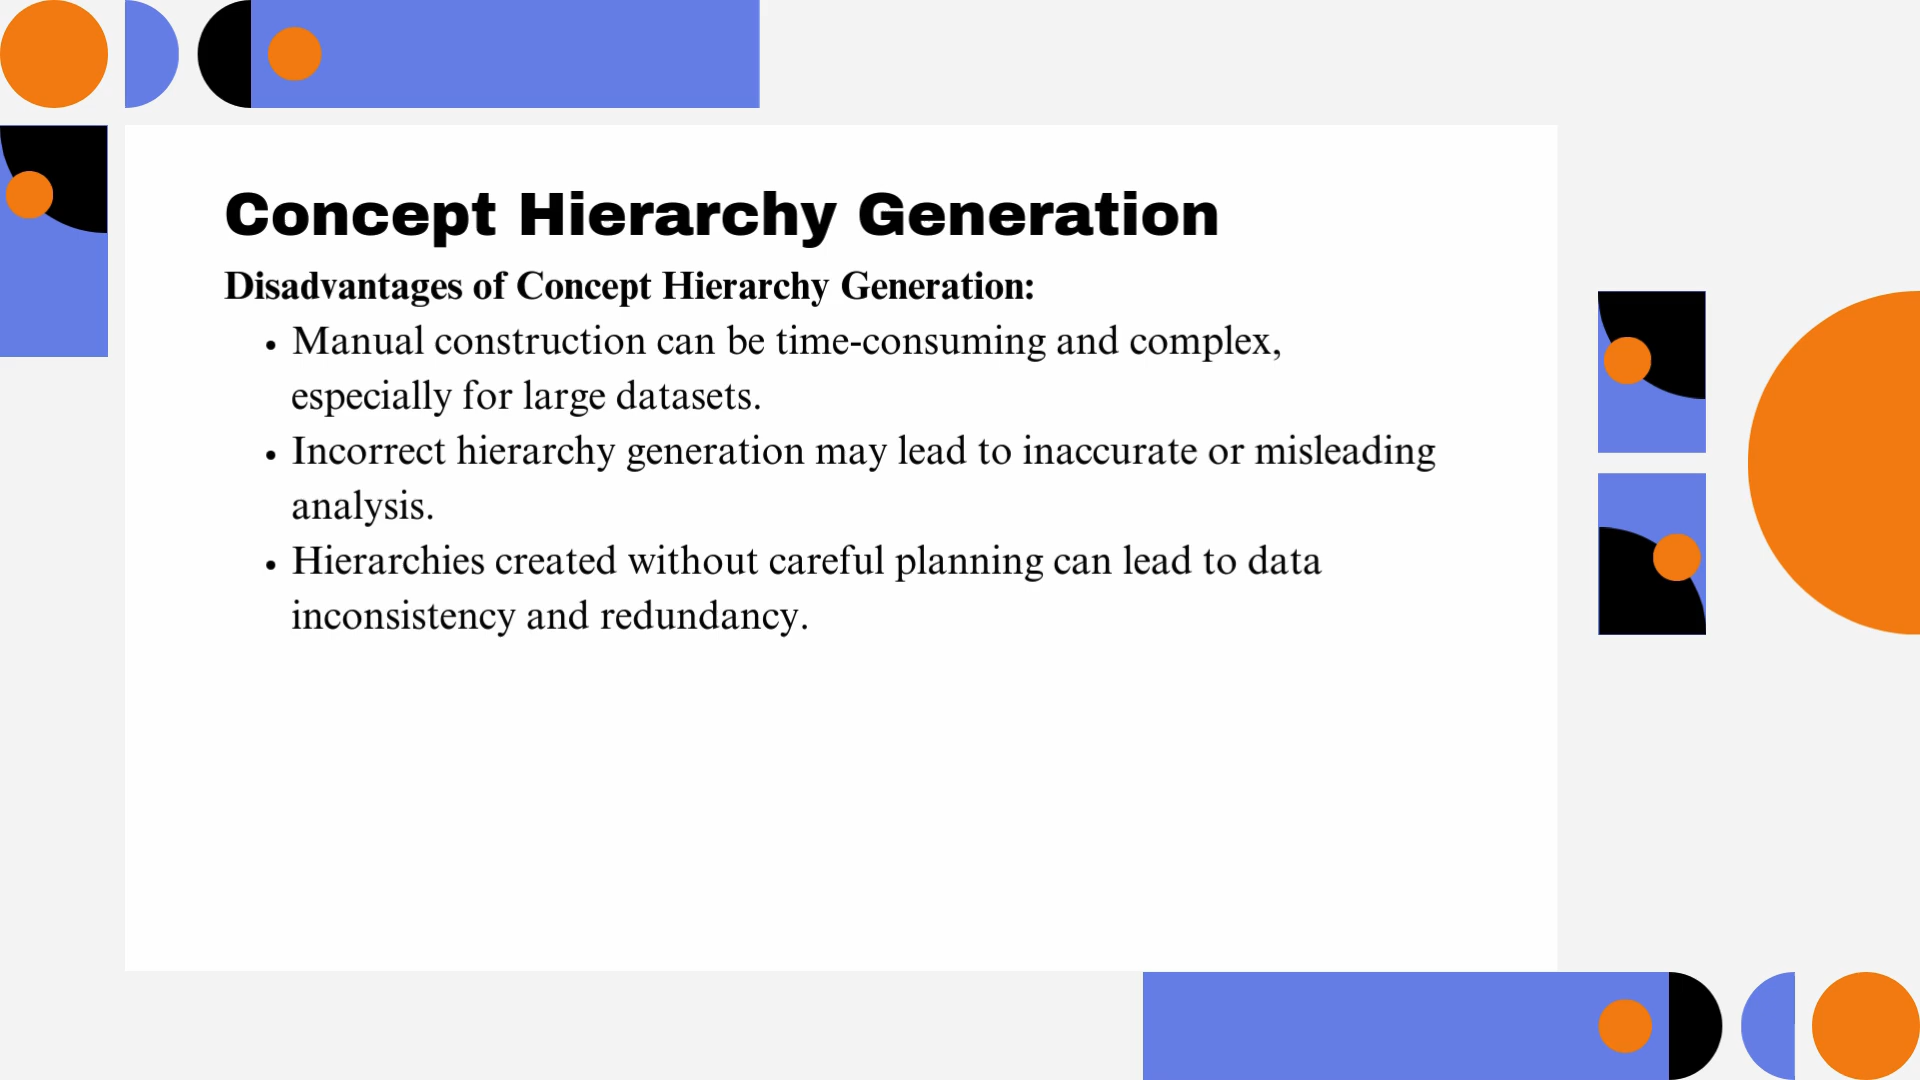 Concept Hierarchy Generation
Disadvantages of Concept Hierarchy Generation:
• Manual construction can be time-consuming and complex,
especially for large datasets.
• Incorrect hierarchy generation may lead to inaccurate or misleading
analysis.
• Hierarchies created without careful planning can lead to data
inconsistency and redundancy.